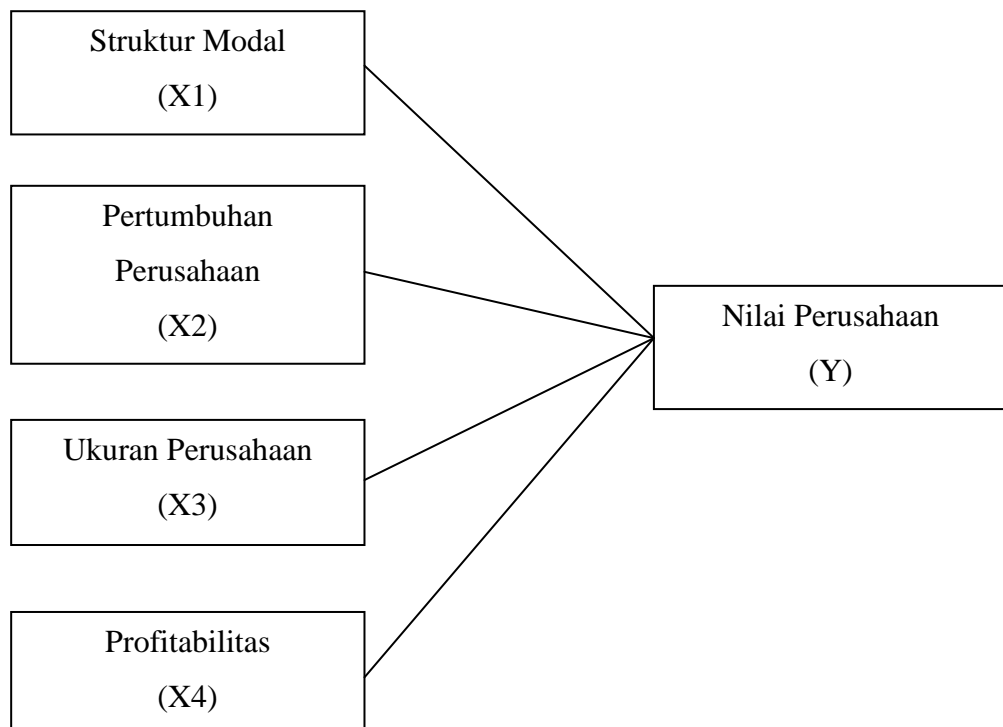 Struktur Modal
(X1)
Pertumbuhan
Perusahaan
(X2)
Ukuran Perusahaan
(X3)
Profitabilitas
(X4)
Nilai Perusahaan
(Y)